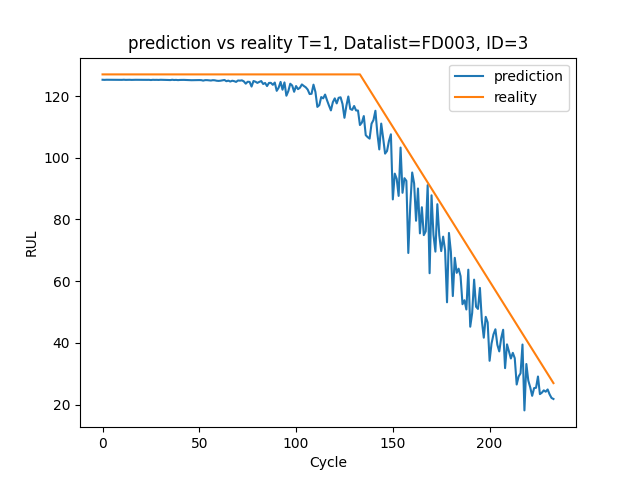 prediction vs reality T=1, Datalist=FD003, ID=3
prediction
reality
RUL
120
100
80
60
40
20
0
50
100
150
200
Cycle